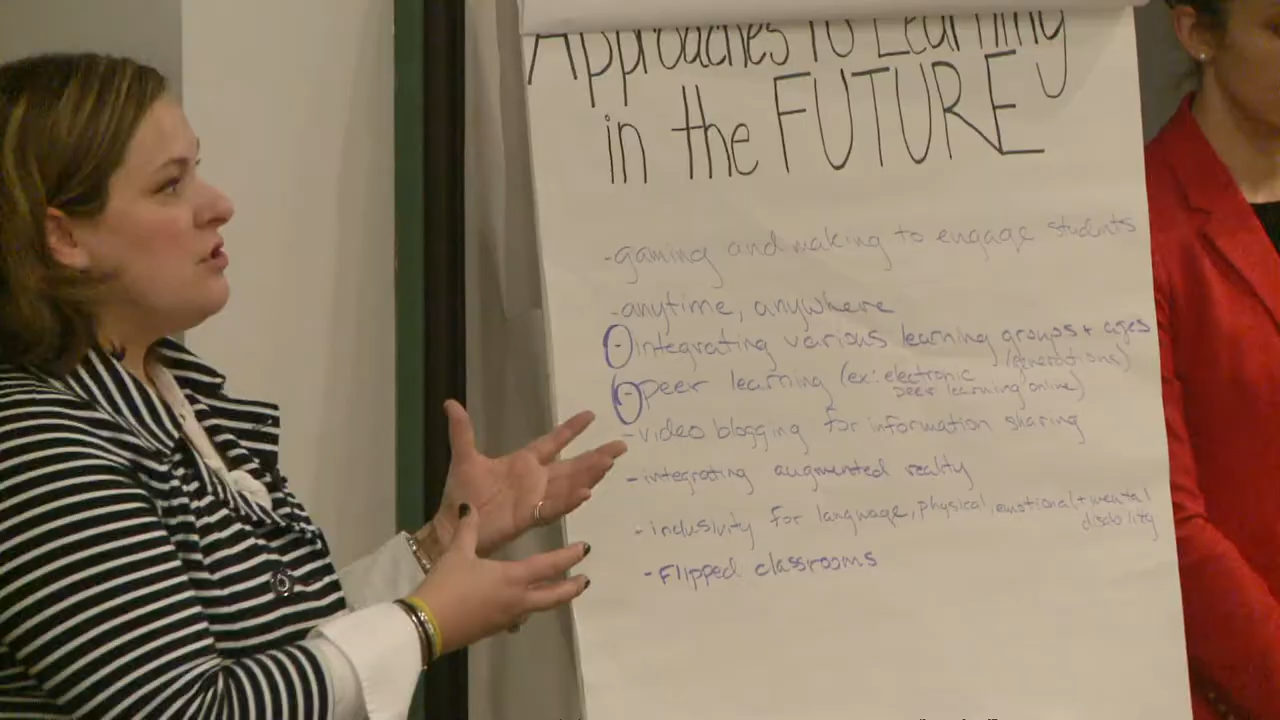 Approaches to Learning
in the FUTURE
-gaming and making to engage students
-anytime, anywhere
-integrating various learning groups + ages
/generations)
-peer learning (ex: electronic
peer learning/online)
-video blogging for information sharing
-integrating augmented reality
-inclusivity for language, physical, emotional + mental
disability
-Flipped classrooms